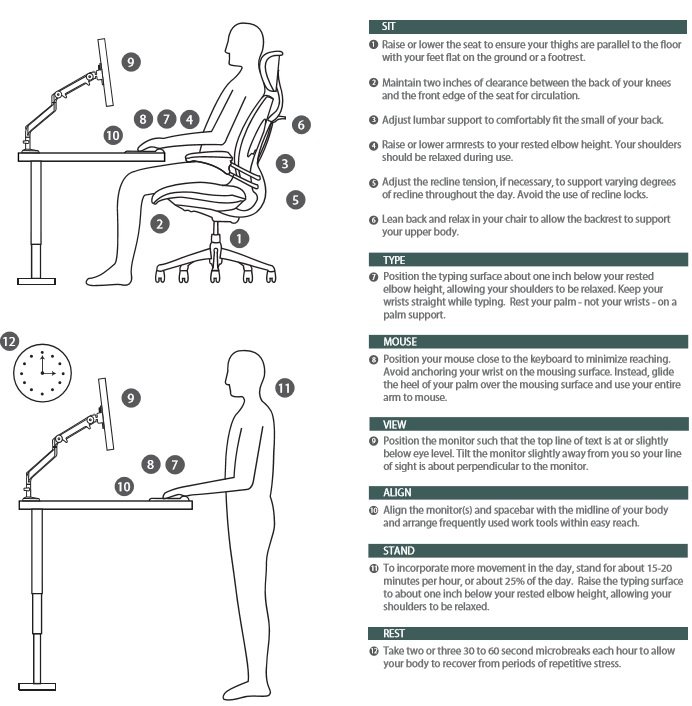 SIT
1 Raise or lower the seat to ensure your thighs are parallel to the floor
with your feet flat on the ground or a footrest.
2 Maintain two inches of clearance between the back of your knees
and the front edge of the seat for circulation.
3 Adjust lumbar support to comfortably fit the small of your back.
4 Raise or lower armrests to your rested elbow height. Your shoulders
should be relaxed during use.
5 Adjust the recline tension, if necessary, to support varying degrees
of recline throughout the day. Avoid the use of recline locks.
6 Lean back and relax in your chair to allow the backrest to support
your upper body.
TYPE
7 Position the typing surface about one inch below your rested
elbow height, allowing your shoulders to be relaxed. Keep your
wrists straight while typing. Rest your palm - not your wrists - on a
palm support.
MOUSE
8 Position your mouse close to the keyboard to minimize reaching.
Avoid anchoring your wrist on the mousing surface. Instead, glide
the heel of your palm over the mousing surface and use your entire
arm to mouse.
VIEW
9 Position the monitor such that the top line of text is at or slightly
below eye level. Tilt the monitor slightly away from you so your line
of sight is about perpendicular to the monitor.
ALIGN
10 Align the monitor(s) and spacebar with the midline of your body
and arrange frequently used work tools within easy reach.
STAND
11 To incorporate more movement in the day, stand for about 15-20
minutes per hour, or about 25% of the day. Raise the typing surface
to about one inch below your rested elbow height, allowing your
shoulders to be relaxed.
REST
12 Take two or three 30 to 60 second microbreaks each hour to allow
your body to recover from periods of repetitive stress.
9
8 7 4
10
6
3
5
2
1
12
9
11
8 7
10